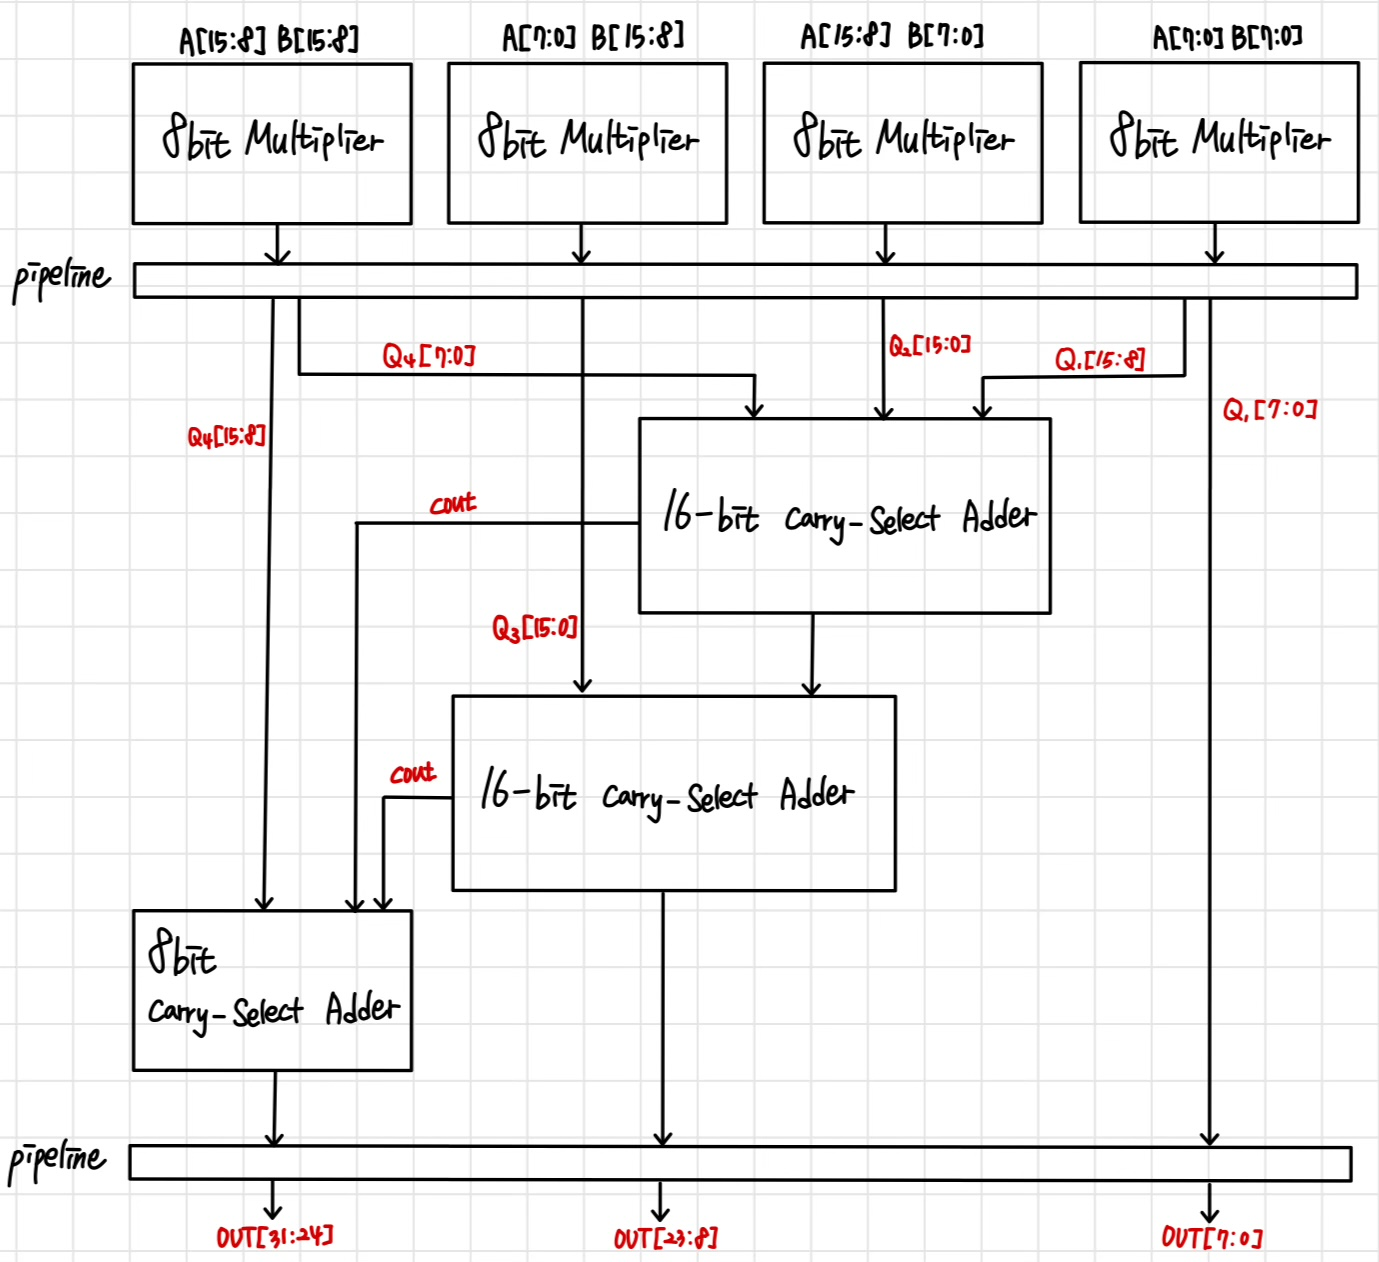 A[15:8] B[15:8]
A[7:0] B[15:8]
A[15:8] B[7:0]
A[7:0] B[7:0]
8bit Multiplier
8bit Multiplier
8bit Multiplier
8bit Multiplier
pipeline
Q4[7:0]
Q2[15:0]
Q1[15:8]
Q1[7:0]
Q4[15:8]
cout
16-bit Carry-Select Adder
Q3[15:0]
cout
16-bit Carry-Select Adder
8bit
Carry-Select Adder
pipeline
OUT[31:24]
OUT[23:8]
OUT[7:0]